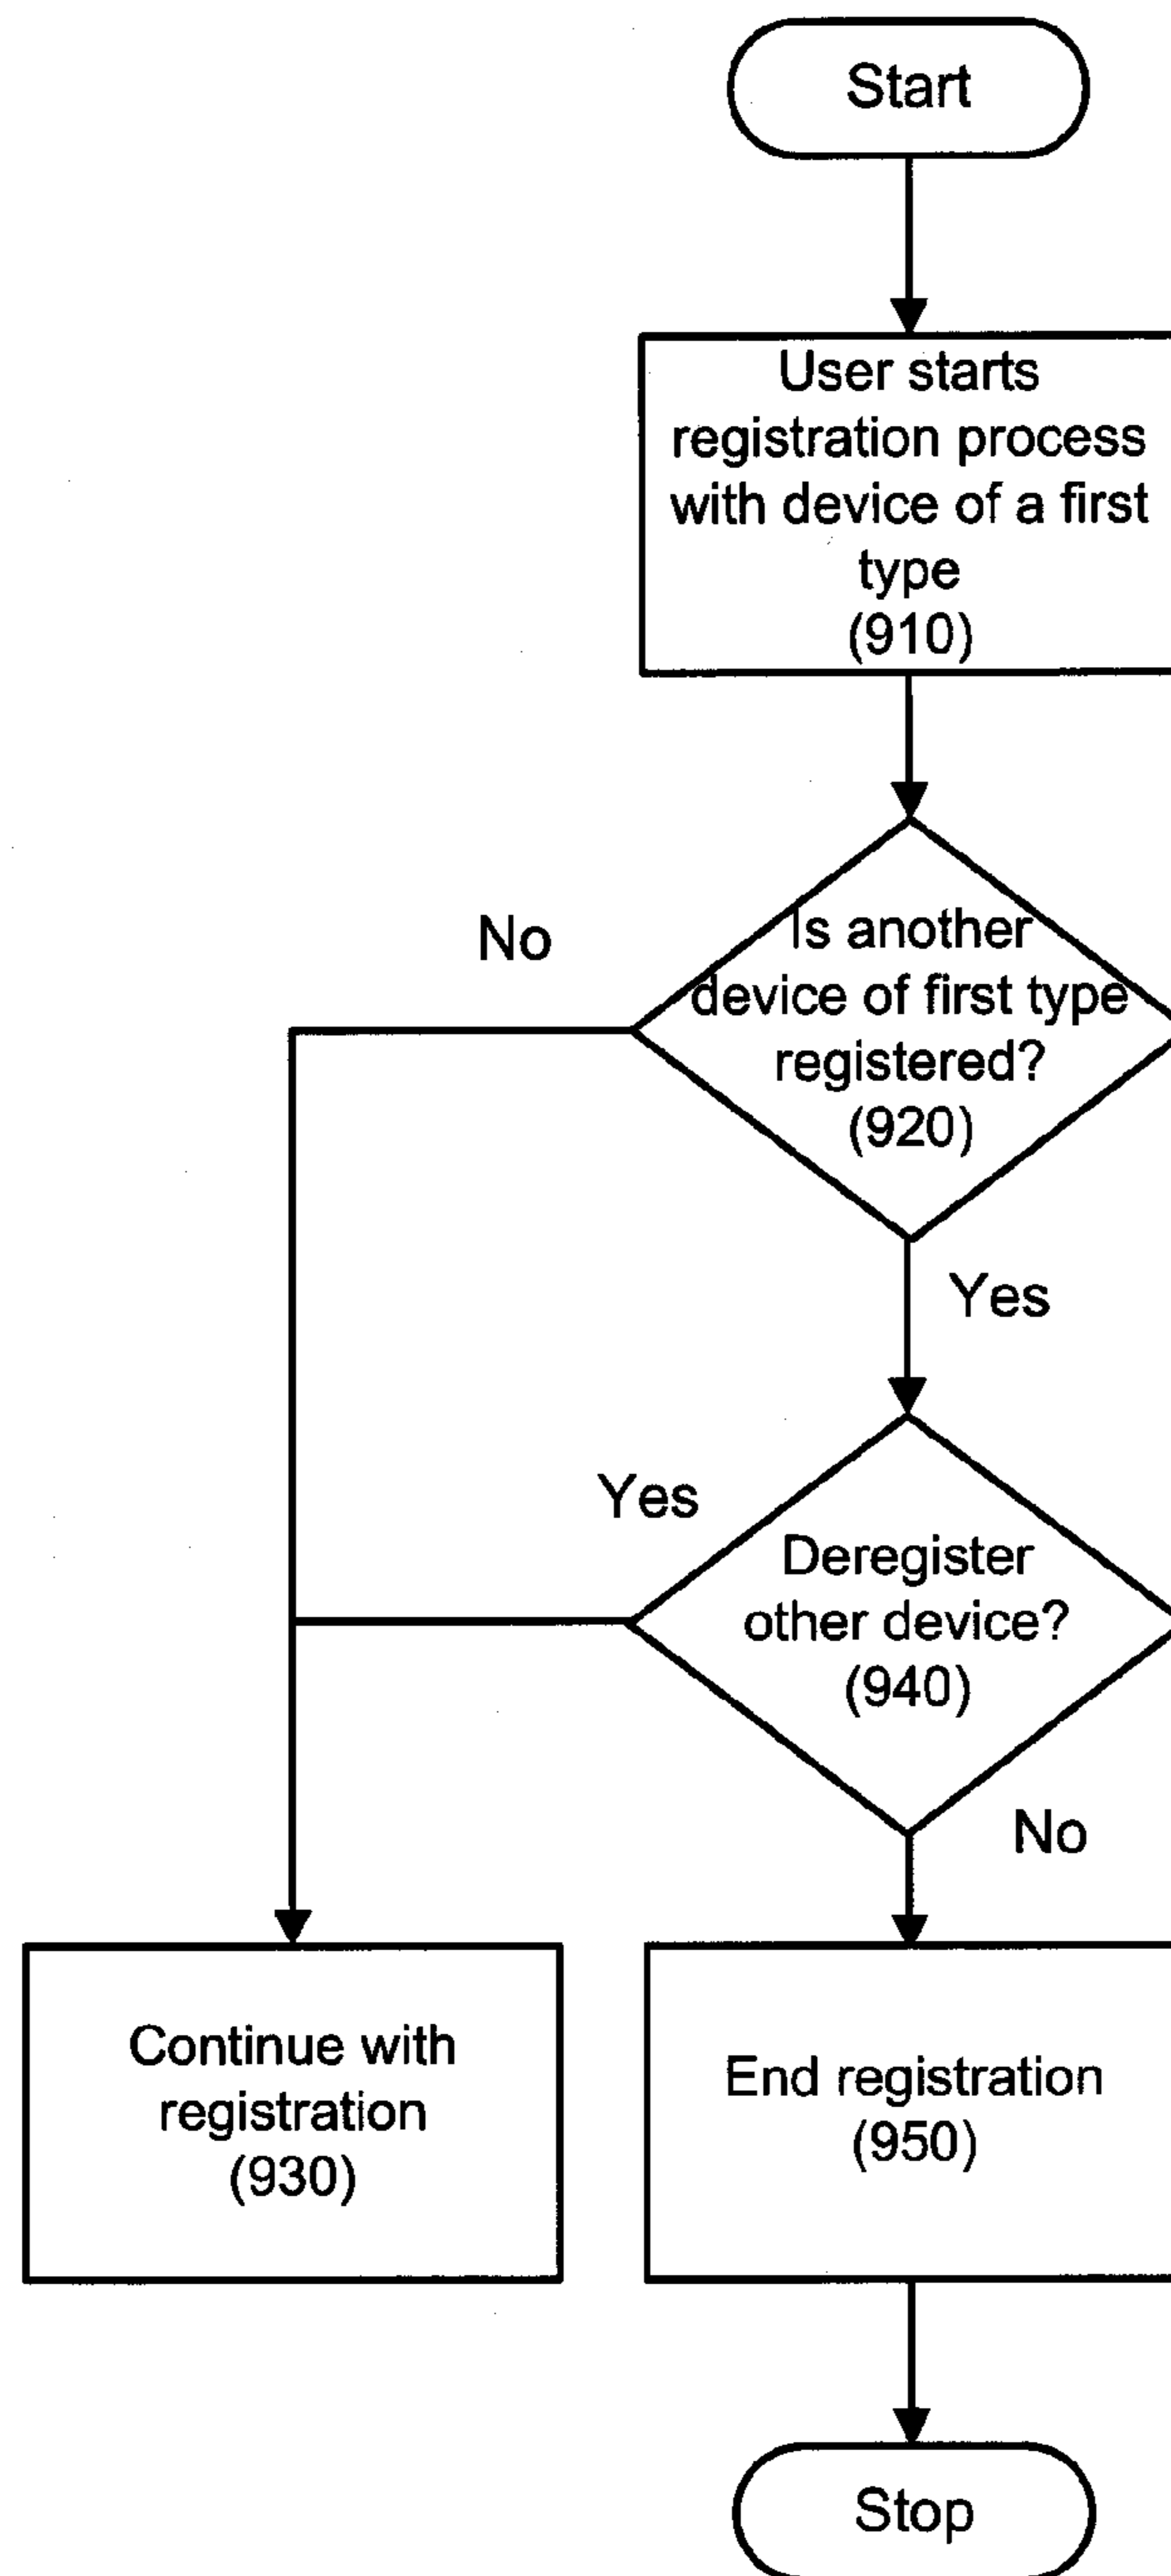 Start
User starts
registration process
with device of a first
type
(910)
No
Is another
device of first type
registered?
(920)
Yes
Yes
Deregister
other device?
(940)
No
Continue with
registration
(930)
End registration
(950)
Stop